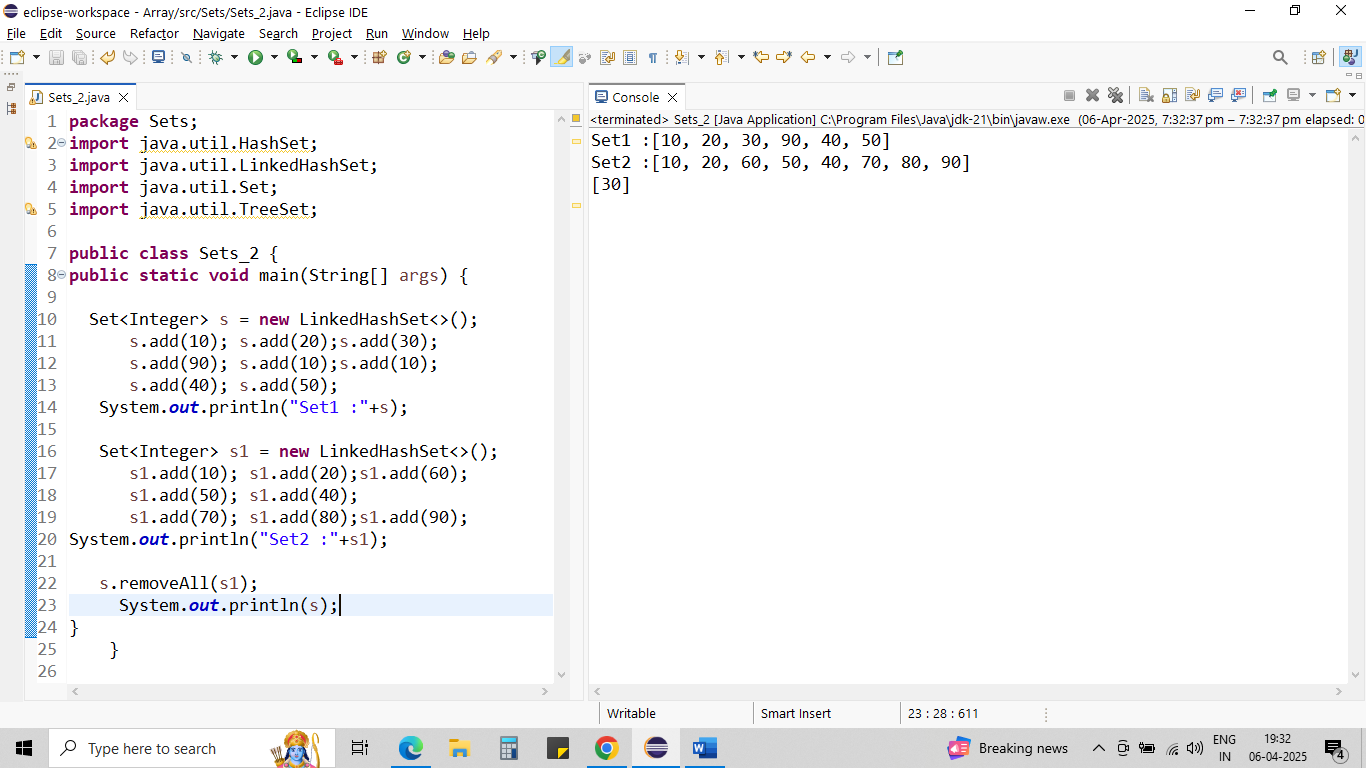 eclipse-workspace - Array/src/Sets/Sets_2.java - Eclipse IDE
File Edit Source Refactor Navigate Search Project Run Window Help
Sets_2.java
1 package Sets;
2 import java.util.HashSet;
3 import java.util.LinkedHashSet;
4 import java.util.Set;
5 import java.util.TreeSet;
6
7 public class Sets_2 {
8 public static void main(String[] args) {
9
10 Set<Integer> s = new LinkedHashSet<>();
11 s.add(10); s.add(20);s.add(30);
12 s.add(90); s.add(10);s.add(10);
13 s.add(40); s.add(50);
14 System.out.println("Set1 :"+s);
15
16 Set<Integer> s1 = new LinkedHashSet<>();
17 s1.add(10); s1.add(20);s1.add(60);
18 s1.add(50); s1.add(40);
19 s1.add(70); s1.add(80);s1.add(90);
20 System.out.println("Set2 :"+s1);
21
22 s.removeAll(s1);
23 System.out.println(s);
24 }
25 }
26
Console
<terminated> Sets_2 [Java Application] C:\Program Files\Java\jdk-21\bin\javaw.exe (06-Apr-2025, 7:32:37 pm – 7:32:37 pm elapsed: 0
Set1 :[10, 20, 30, 90, 40, 50]
Set2 :[10, 20, 60, 50, 40, 70, 80, 90]
[30]
Writable Smart Insert 23 : 28 : 611
Type here to search
Breaking news
ENG
IN
19:32
06-04-2025
4